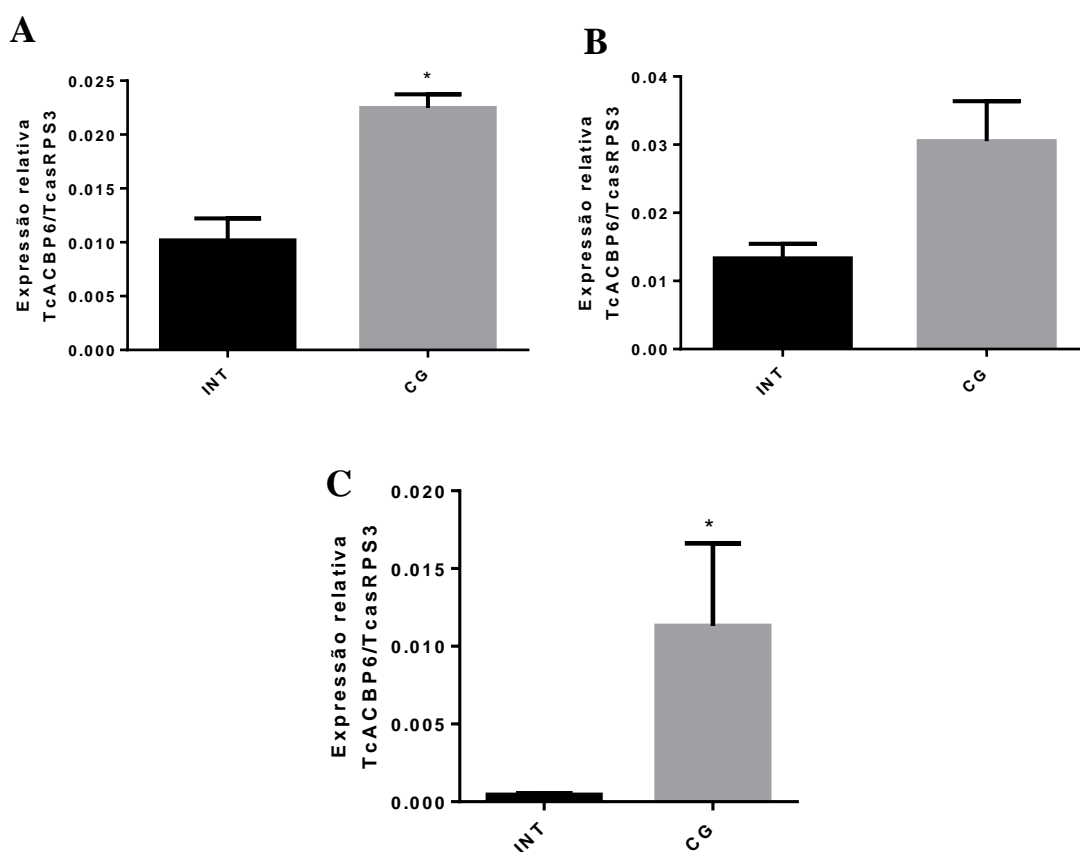 A
Expressão relativa
TcACBP6/TcasRPS3
0.025
0.020
0.015
0.010
0.005
0.000
*
INT
CG
B
Expressão relativa
TcACBP6/TcasRPS3
0.04
0.03
0.02
0.01
0.00
INT
CG
C
Expressão relativa
TcACBP6/TcasRPS3
0.020
0.015
0.010
0.005
0.000
*
INT
CG